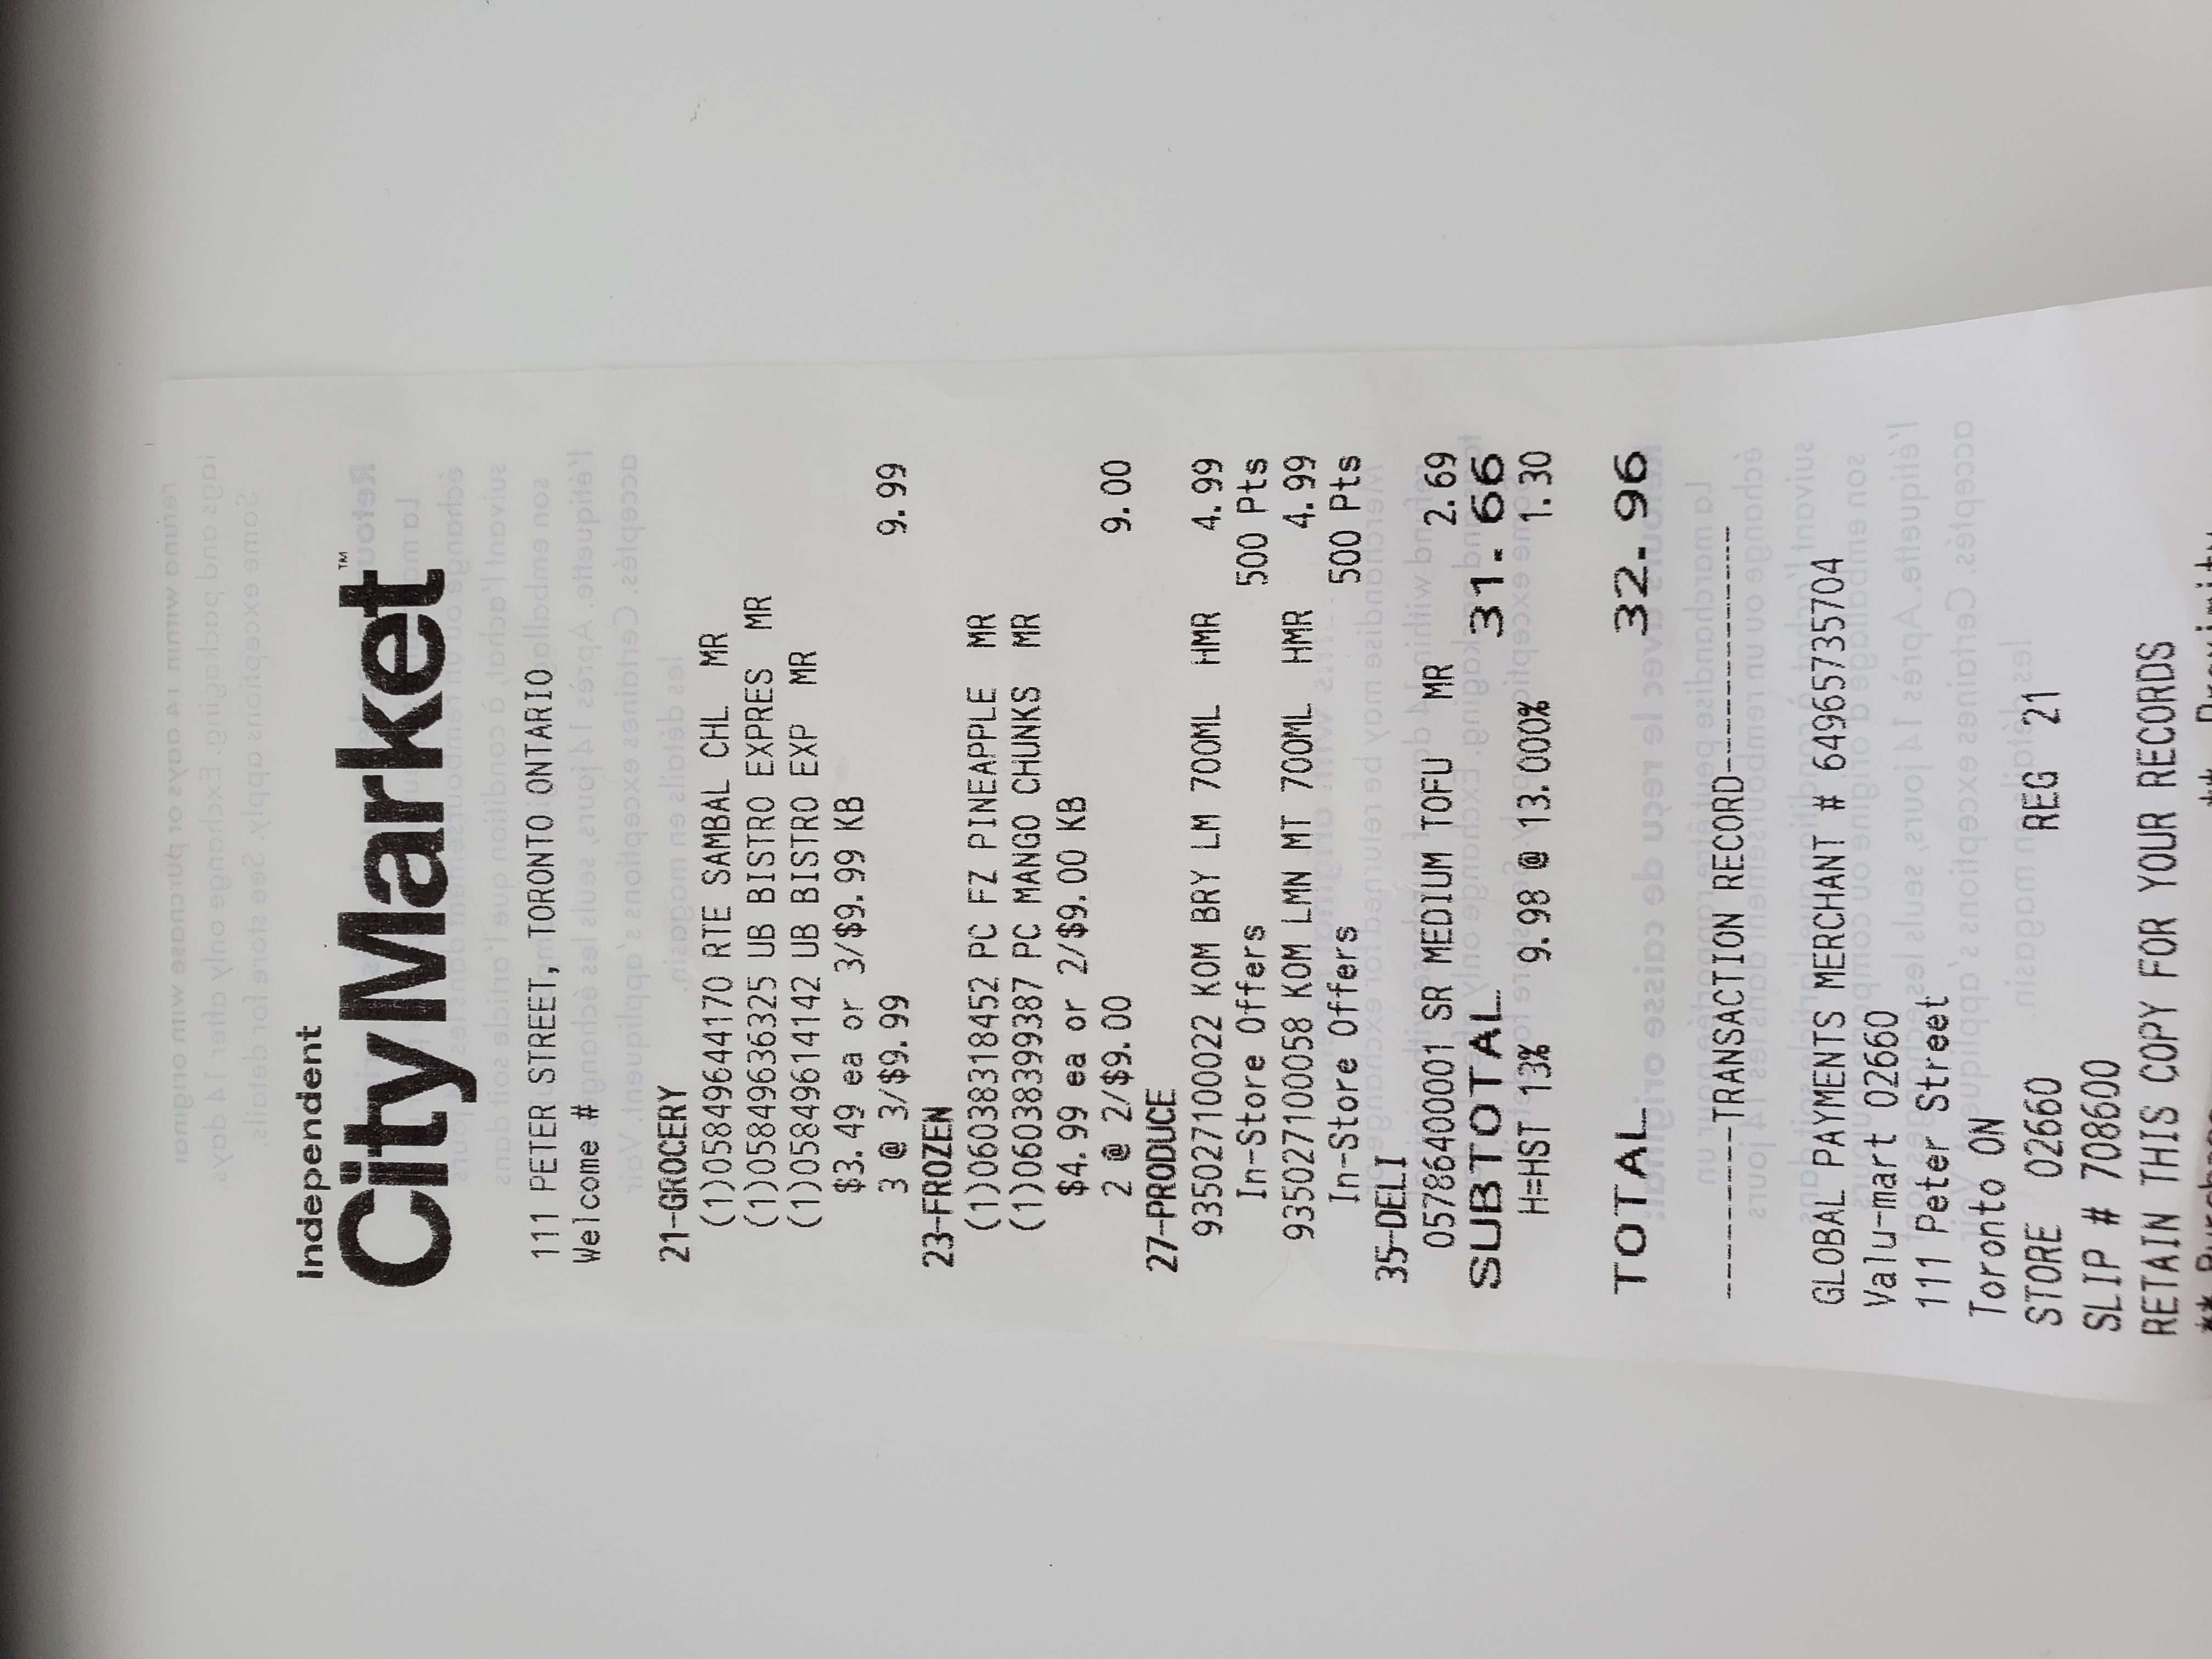 Independent
CityMarket™
111 PETER STREET, TORONTO ONTARIO
Welcome #
21-GROCERY
(1)05849644170 RTE SAMBAL CHL MR
(1)05849636325 UB BISTRO EXPRES MR
(1)05849614142 UB BISTRO EXP MR
$3.49 ea or 3/$9.99 KB
3 @ 3/$9.99 9.99
23-FROZEN
(1)06038318452 PC FZ PINEAPPLE MR
(1)06038399387 PC MANGO CHUNKS MR
$4.99 ea or 2/$9.00 KB
2 @ 2/$9.00 9.00
27-PRODUCE
935027100022 KOM BRY LM 700ML HMR 4.99
In-Store Offers 500 Pts
935027100058 KOM LMN MT 700ML HMR 4.99
In-Store Offers 500 Pts
35-DELI
05786400001 SR MEDIUM TOFU MR 2.69
SUBTOTAL 31.66
H=HST 13% 9.98 @ 13.000% 1.30
TOTAL 32.96
---------TRANSACTION RECORD--------------
GLOBAL PAYMENTS MERCHANT # 64965735704
Valu-mart 02660
111 Peter Street
Toronto ON
STORE 02660 REG 21
SLIP # 708600
RETAIN THIS COPY FOR YOUR RECORDS
** Purchase ** Proximity